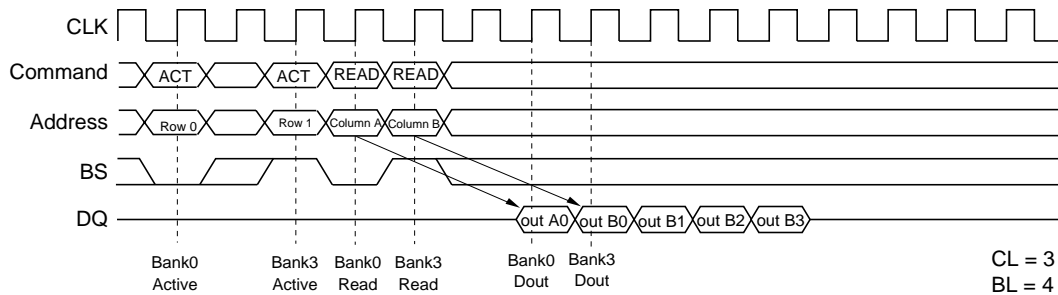 CLK
Command ACT ACT READ READ
Address Row 0 Row 1 Column A Column B
BS
DQ out A0 out B0 out B1 out B2 out B3
Bank0 Bank3 Bank0 Bank3 Bank0 Bank3
Active Active Read Read Dout Dout
CL = 3
BL = 4